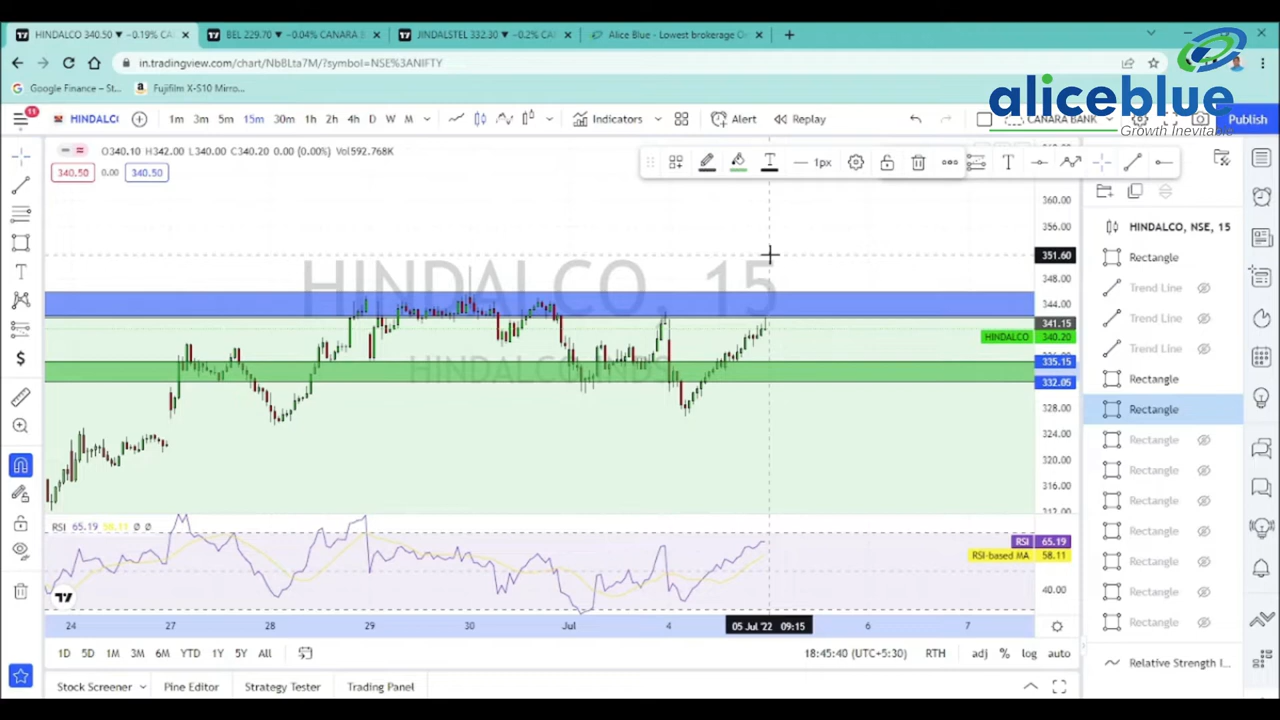 HINDALCO 340.50 ▼ −0.19% CA
BEL 229.70 ▼ −0.04% CANARA B
JINDALSTEL 332.30 ▼ −0.2% CA
Alice Blue - Lowest brokerage O
in.tradingview.com/chart/NbBLta7M/?symbol=NSE%3ANIFTY
Google Finance – St...
Fujifilm X-S10 Mirro...
aliceblue
Growth Inevitable
11
HINDALC
1m 3m 5m 15m 30m 1h 2h 4h D W M
Indicators
Alert
Replay
CANARA BANK
Publish
O340.10 H342.00 L340.00 C340.20 0.00 (0.00%) Vol592.768K
340.50 0.00 340.50
1px
HINDALCO, 15
360.00
356.00
351.60
348.00
344.00
341.15
HINDALCO 340.20
335.15
332.05
328.00
324.00
320.00
316.00
312.00
HINDALCO, NSE, 15
Rectangle
Trend Line
Trend Line
Trend Line
Rectangle
Rectangle
Rectangle
Rectangle
Rectangle
Rectangle
Rectangle
Rectangle
Rectangle
Relative Strength I...
RSI 65.19 58.11 Ø Ø
RSI 65.19
RSI-based MA 58.11
40.00
24 27 28 29 30 Jul 4 05 Jul '22 09:15 6 7
1D 5D 1M 3M 6M YTD 1Y 5Y All
18:45:40 (UTC+5:30) RTH adj % log auto
Stock Screener Pine Editor Strategy Tester Trading Panel